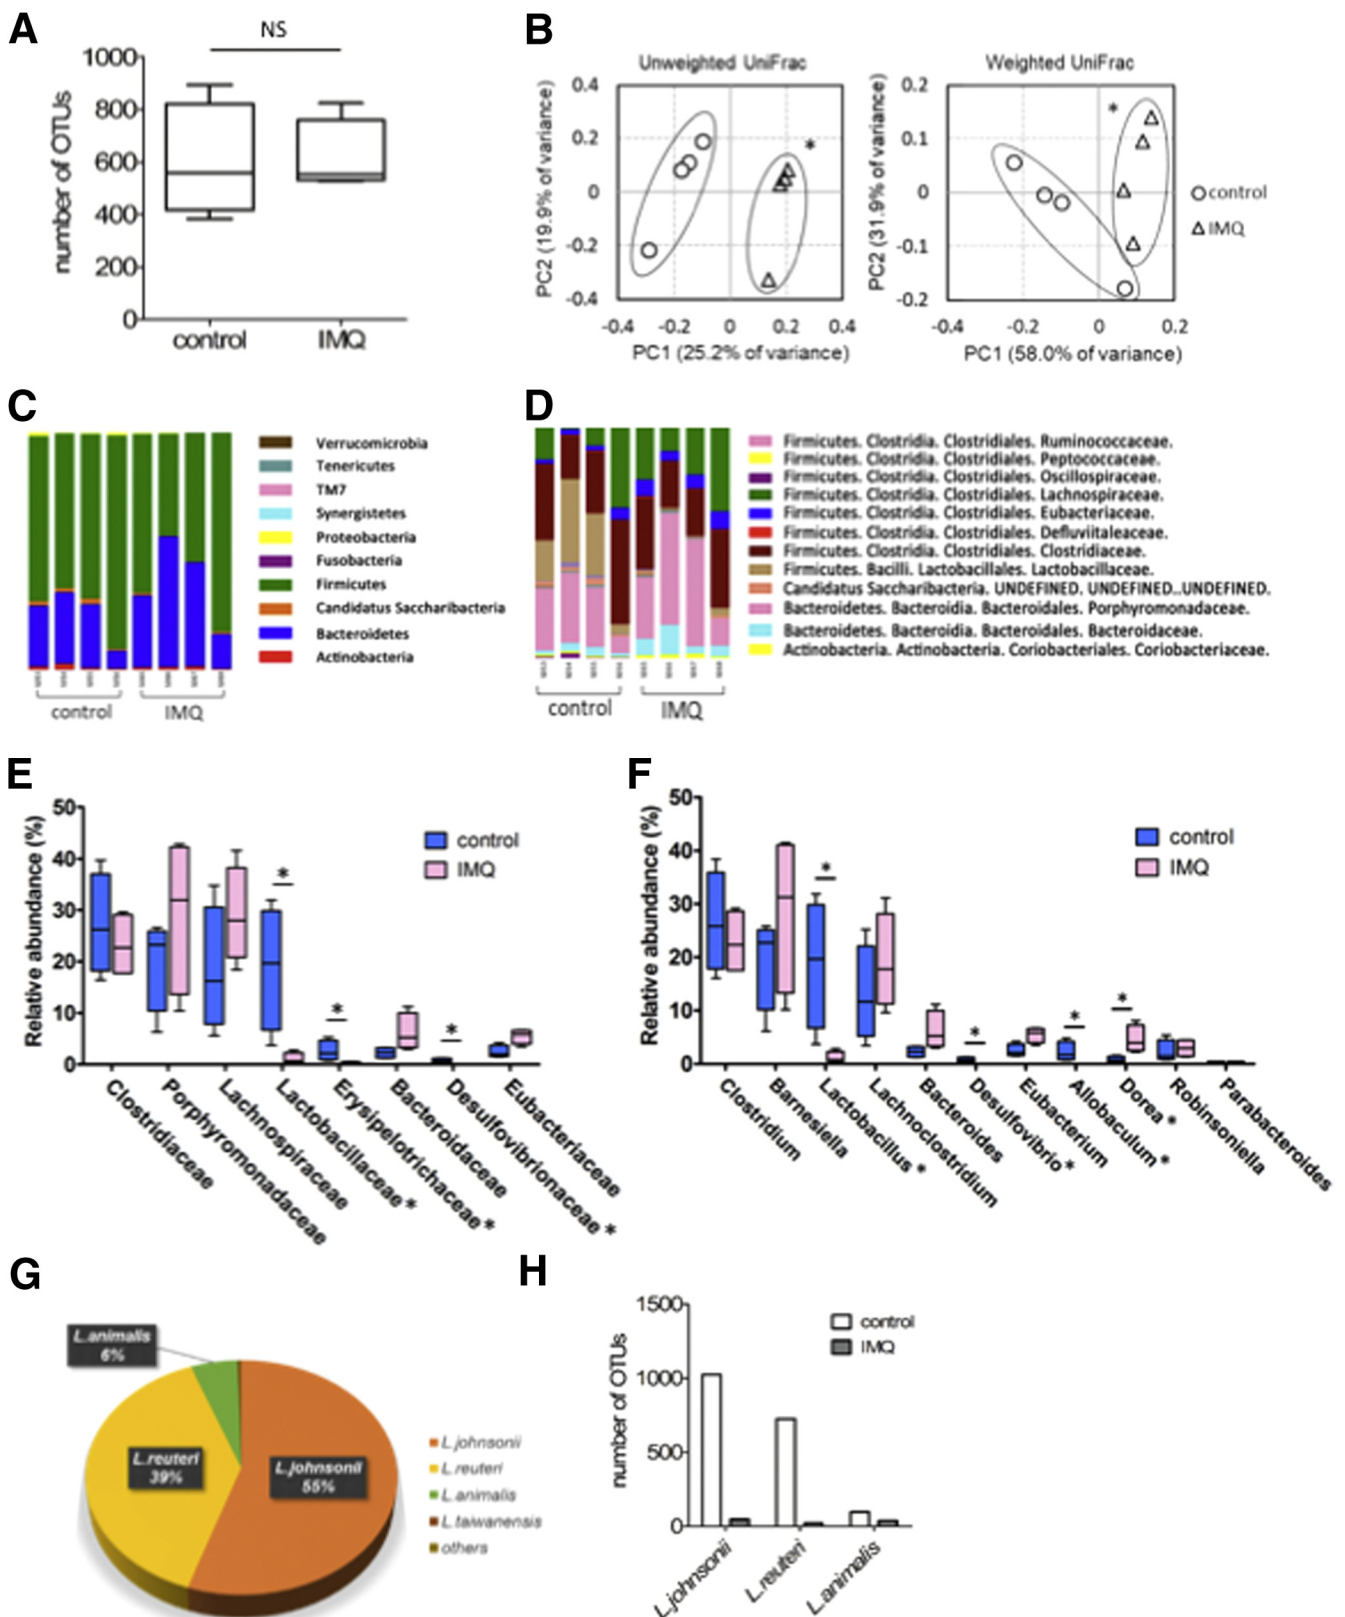 A
NS
number of OTUs
1000
800
600
400
200
0
control
IMQ
B
Unweighted UniFrac
PC2 (19.9% of variance)
0.4
0.2
0
-0.2
-0.4
*
-0.4 -0.2 0 0.2 0.4
PC1 (25.2% of variance)
Weighted UniFrac
PC2 (31.9% of variance)
0.2
0.1
0
-0.1
-0.2
*
-0.4 -0.2 0 0.2
PC1 (58.0% of variance)
control
IMQ
C
control
IMQ
Verrucomicrobia
Tenericutes
TM7
Synergistetes
Proteobacteria
Fusobacteria
Firmicutes
Candidatus Saccharibacteria
Bacteroidetes
Actinobacteria
D
control
IMQ
Firmicutes. Clostridia. Clostridiales. Ruminococcaceae.
Firmicutes. Clostridia. Clostridiales. Peptococcaceae.
Firmicutes. Clostridia. Clostridiales. Oscillospiraceae.
Firmicutes. Clostridia. Clostridiales. Lachnospiraceae.
Firmicutes. Clostridia. Clostridiales. Eubacteriaceae.
Firmicutes. Clostridia. Clostridiales. Defluviitaleaceae.
Firmicutes. Clostridia. Clostridiales. Clostridiaceae.
Firmicutes. Bacilli. Lactobacillales. Lactobacillaceae.
Candidatus Saccharibacteria. UNDEFINED. UNDEFINED..UNDEFINED.
Bacteroidetes. Bacteroidia. Bacteroidales. Porphyromonadaceae.
Bacteroidetes. Bacteroidia. Bacteroidales. Bacteroidaceae.
Actinobacteria. Actinobacteria. Coriobacteriales. Coriobacteriaceae.
E
Relative abundance (%)
50
40
30
20
10
0
control
IMQ
*
*
*
Clostridiaceae
Porphyromonadaceae
Lachnospiraceae
Lactobacillaceae *
Erysipelotrichaceae *
Bacteroidaceae
Desulfovibrionaceae *
Eubacteriaceae
F
Relative abundance (%)
50
40
30
20
10
0
control
IMQ
*
*
*
*
Clostridium
Barnesiella
Lactobacillus *
Lachnoclostridium
Bacteroides
Desulfovibrio *
Eubacterium
Allobaculum *
Dorea *
Robinsoniella
Parabacteroides
G
L.animalis
6%
L.reuteri
39%
L.johnsonii
55%
L.johnsonii
L.reuteri
L.animalis
L.taiwanensis
others
H
number of OTUs
1500
1000
500
0
control
IMQ
L.johnsonii
L.reuteri
L.animalis